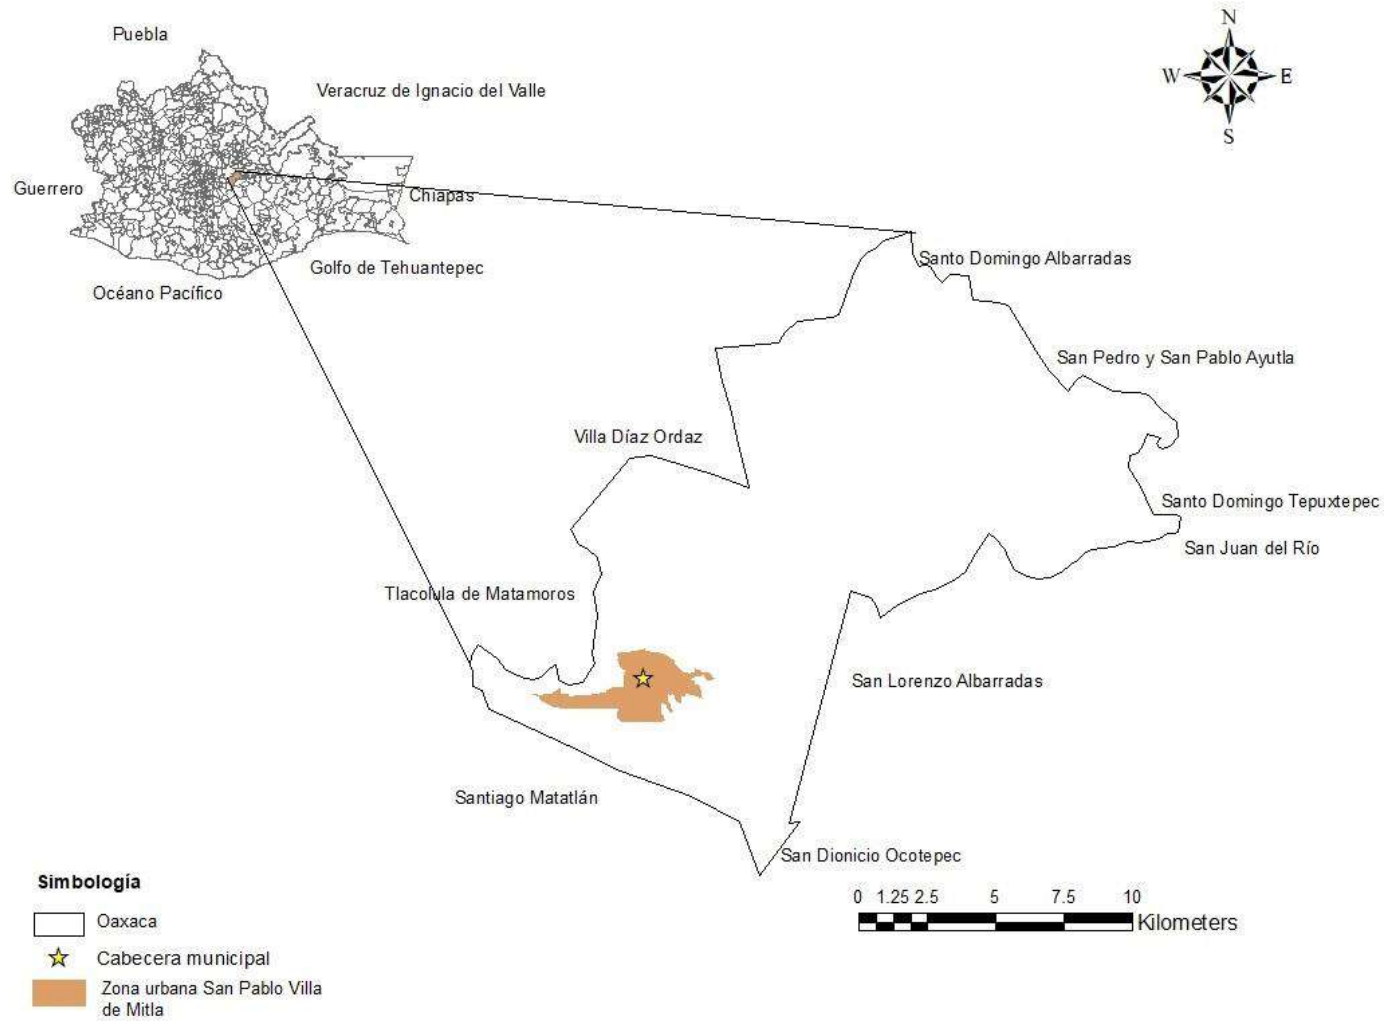 N
Puebla
W E
Veracruz de Ignacio del Valle
S
Guerrero
Chiapas
Golfo de Tehuantepec
Océano Pacífico
Santo Domingo Albarradas
San Pedro y San Pablo Ayutla
Villa Díaz Ordaz
Santo Domingo Tepuxtepec
San Juan del Río
Tlacolula de Matamoros
San Lorenzo Albarradas
Santiago Matatlán
San Dionicio Ocotepec
Simbología
Oaxaca
Cabecera municipal
Zona urbana San Pablo Villa
de Mitla
0 1.25 2.5 5 7.5 10
Kilometers